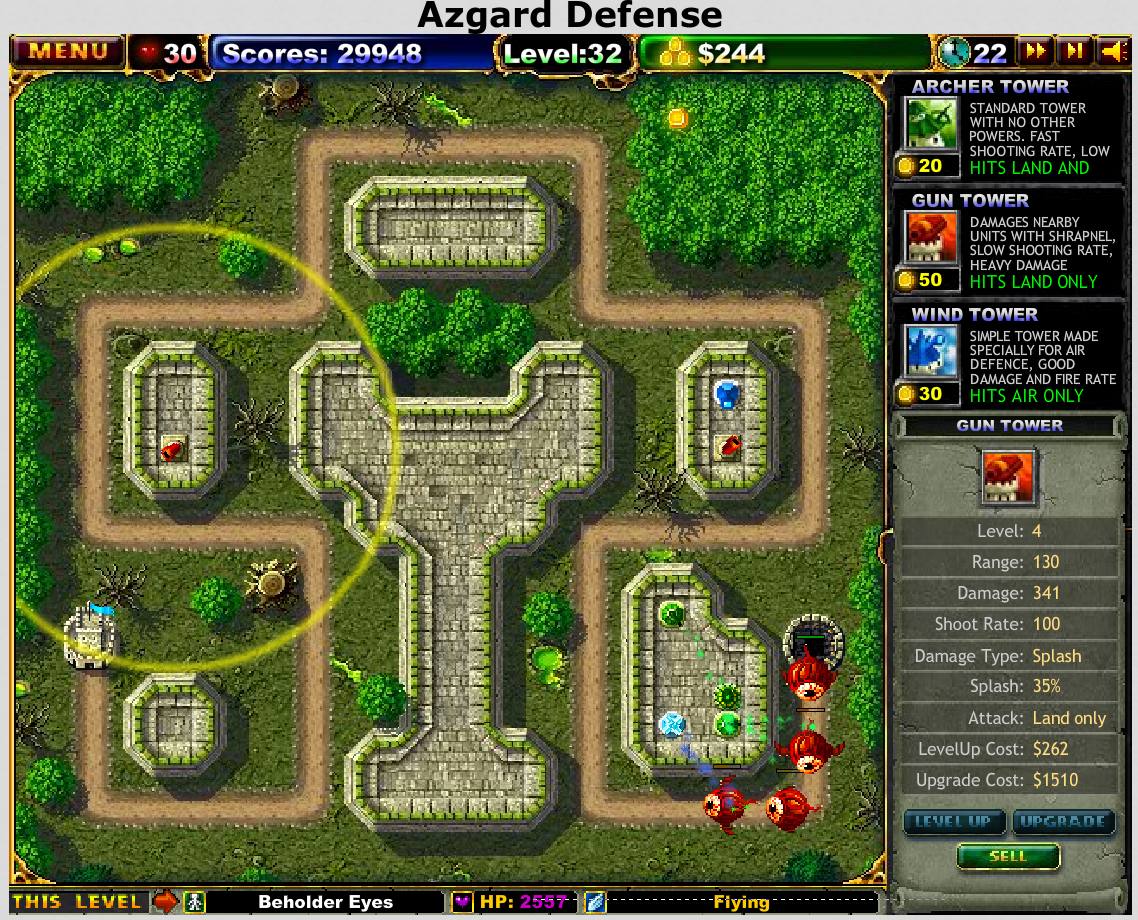 Azgard Defense
MENU 30 Scores: 29948 Level:32 $244 22
ARCHER TOWER
STANDARD TOWER
WITH NO OTHER
POWERS. FAST
SHOOTING RATE, LOW
20 HITS LAND AND
GUN TOWER
DAMAGES NEARBY
UNITS WITH SHRAPNEL,
SLOW SHOOTING RATE,
HEAVY DAMAGE
50 HITS LAND ONLY
WIND TOWER
SIMPLE TOWER MADE
SPECIALLY FOR AIR
DEFENCE, GOOD
DAMAGE AND FIRE RATE
30 HITS AIR ONLY
GUN TOWER
Level: 4
Range: 130
Damage: 341
Shoot Rate: 100
Damage Type: Splash
Splash: 35%
Attack: Land only
LevelUp Cost: $262
Upgrade Cost: $1510
LEVEL UP UPGRADE
SELL
THIS LEVEL Beholder Eyes HP: 2557 Flying